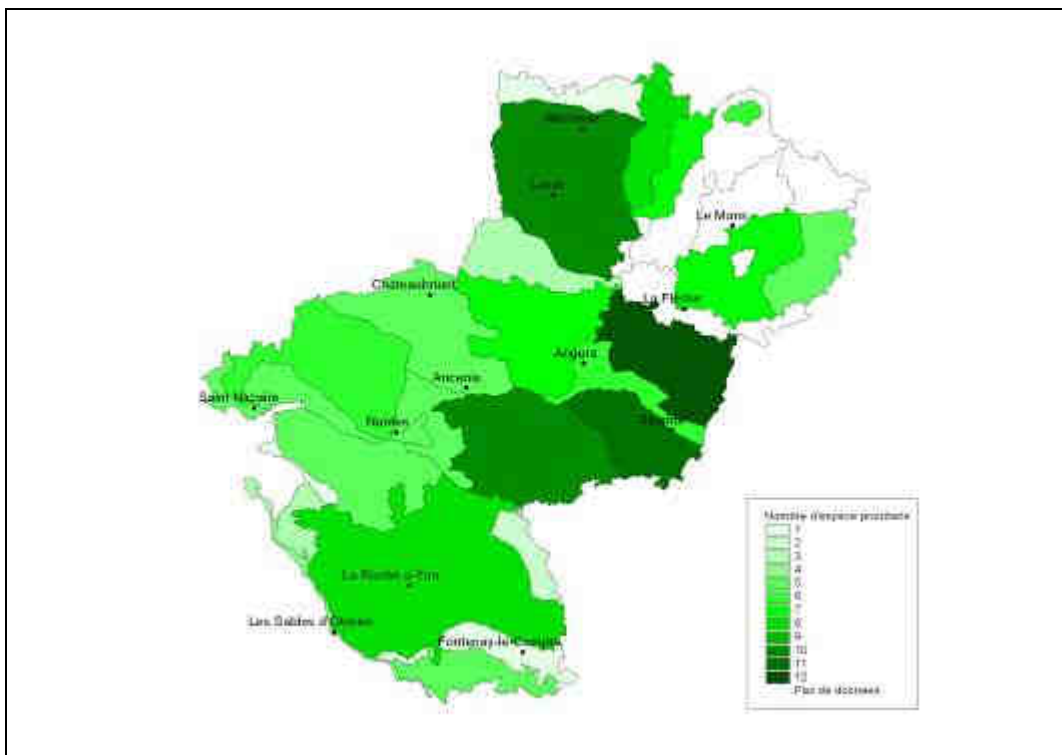 Mayenne
Laval
Le Mans
Châteaubriant
La Flèche
Angers
Ancenis
Saint Nazaire
Nantes
Saumur
La Roche-s-Yon
Les Sables d'Olonne
Fontenay-le-Comte
Nombre d'espèce prioritaire
1
2
3
4
5
6
7
8
9
10
11
12
Pas de données